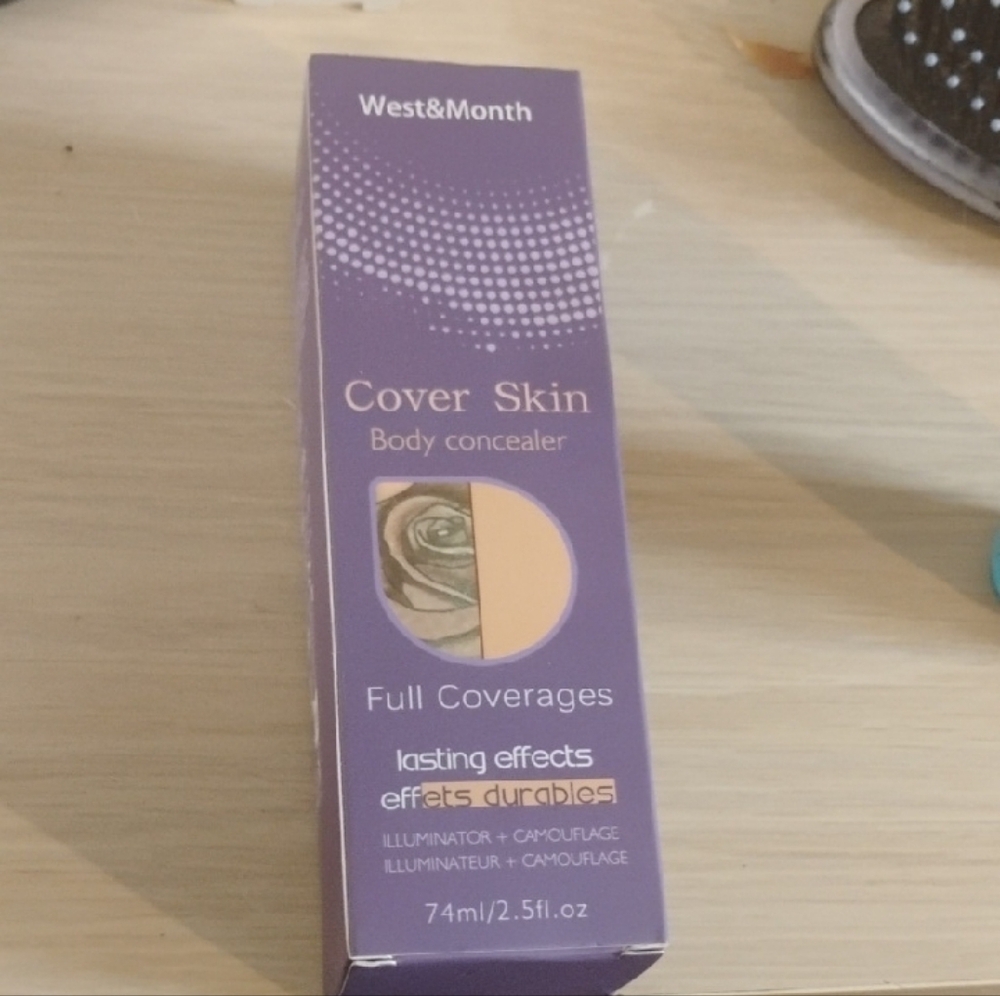 West&Month
Cover Skin
Body concealer
Full Coverages
lasting effects
effets durables
ILLUMINATOR + CAMOUFLAGE
ILLUMINATEUR + CAMOUFLAGE
74ml/2.5fl.oz